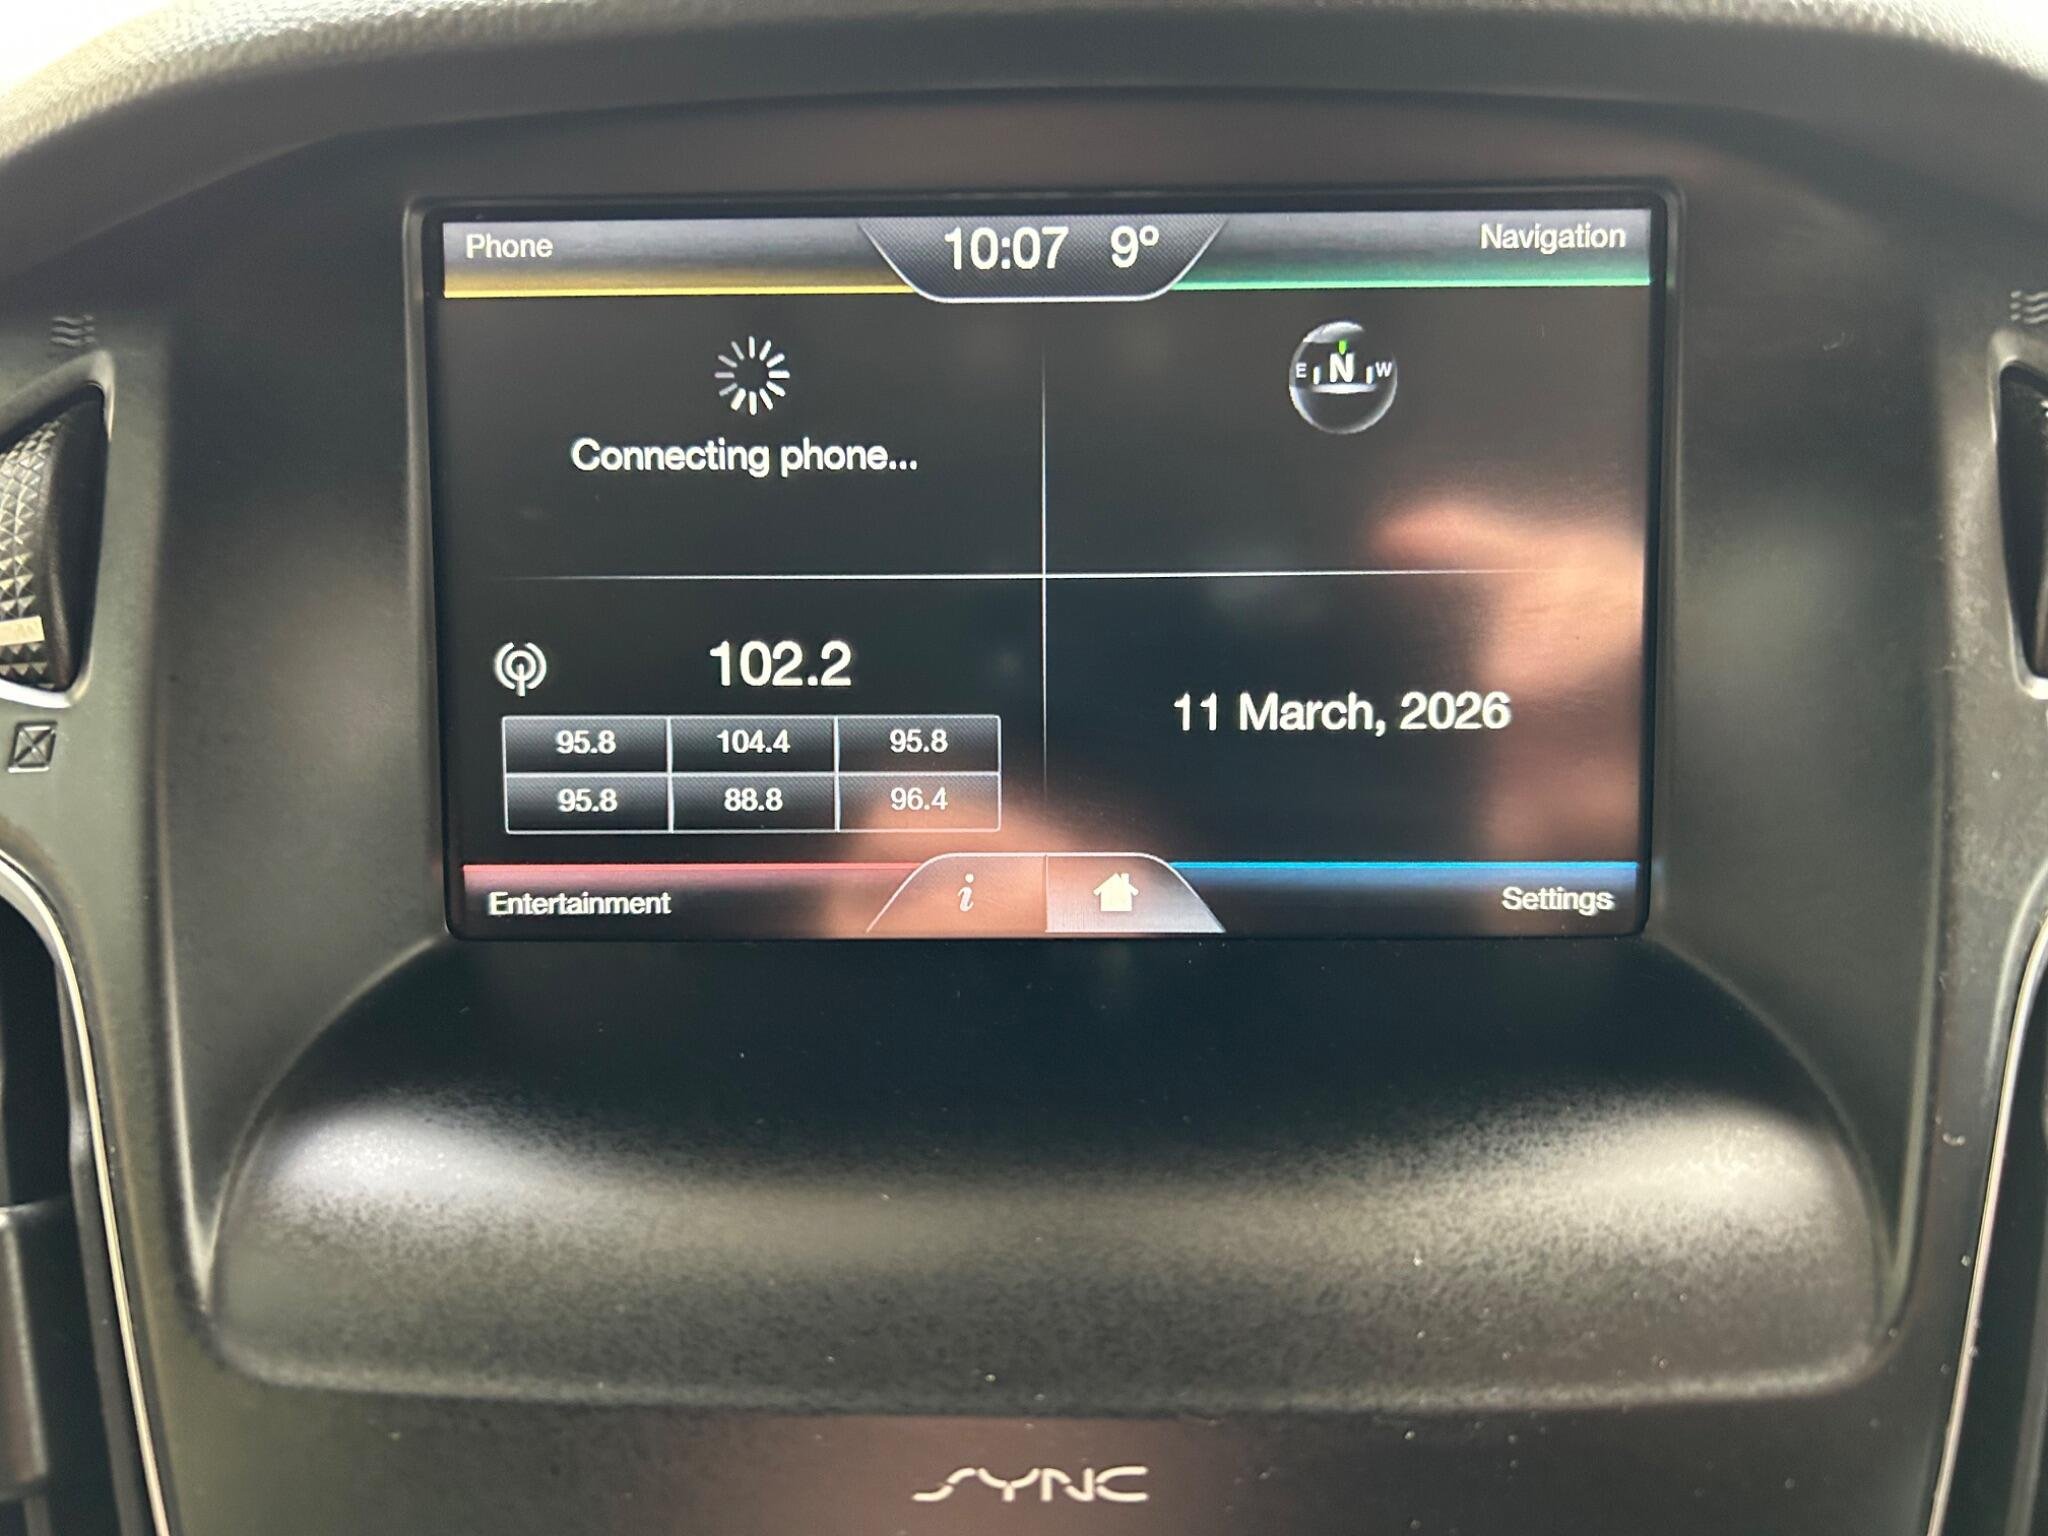 Phone
10:07 9°
Navigation
Connecting phone...
E N W
102.2
95.8 104.4 95.8
95.8 88.8 96.4
11 March, 2026
Entertainment
i
Settings
SYNC